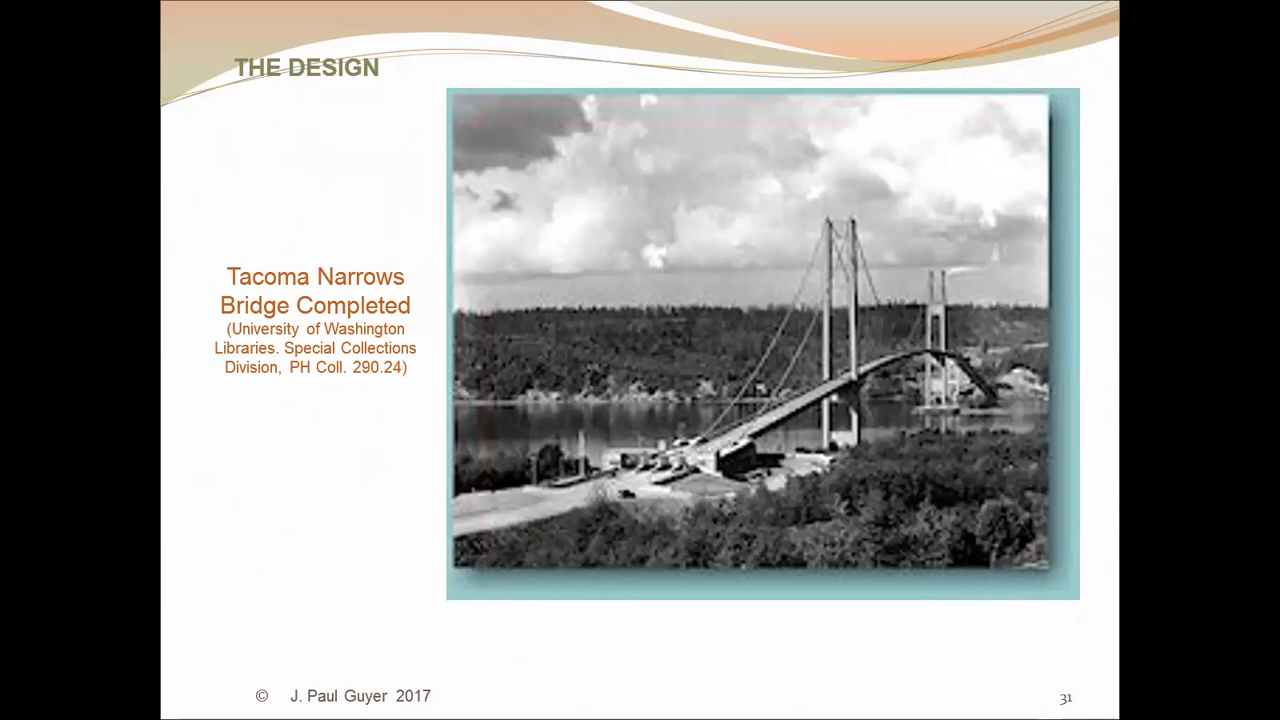 THE DESIGN
Tacoma Narrows
Bridge Completed
(University of Washington
Libraries. Special Collections
Division, PH Coll. 290.24)
© J. Paul Guyer 2017
31